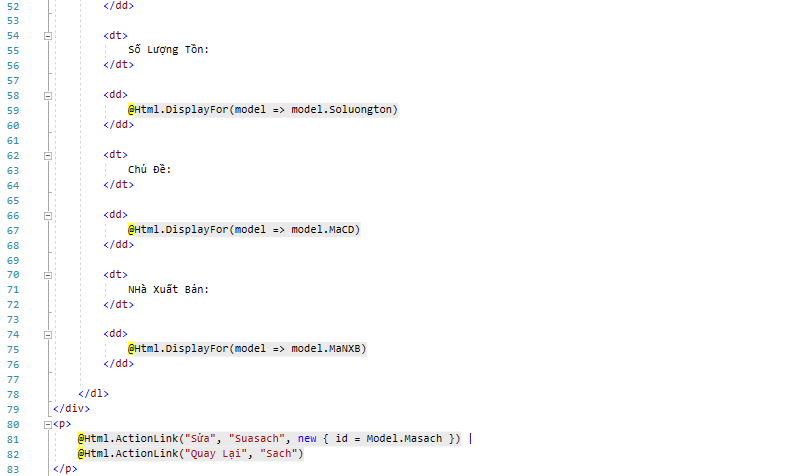 52 </dd>
53
54 <dt>
55 Số Lượng Tồn:
56 </dt>
57
58 <dd>
59 @Html.DisplayFor(model => model.Soluongton)
60 </dd>
61
62 <dt>
63 Chủ Đề:
64 </dt>
65
66 <dd>
67 @Html.DisplayFor(model => model.MaCD)
68 </dd>
69
70 <dt>
71 NHà Xuất Bản:
72 </dt>
73
74 <dd>
75 @Html.DisplayFor(model => model.MaNXB)
76 </dd>
77
78 </dl>
79 </div>
80 <p>
81 @Html.ActionLink("Sửa", "Suasach", new { id = Model.Masach }) |
82 @Html.ActionLink("Quay Lại", "Sach")
83 </p>